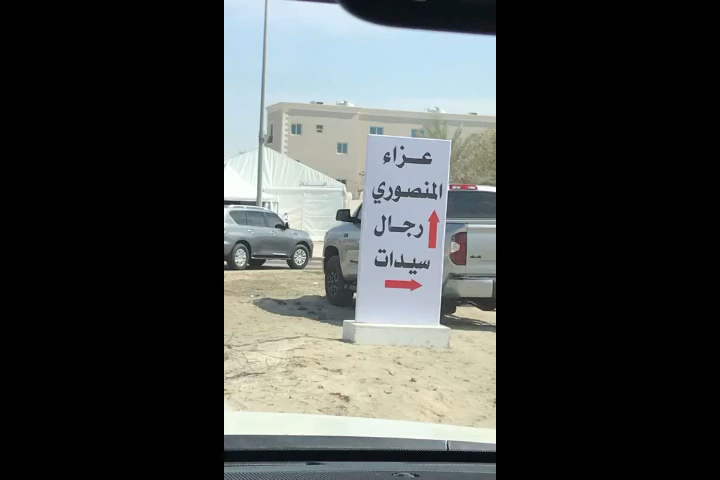 عزاء
المنصوري
رجال
سيدات